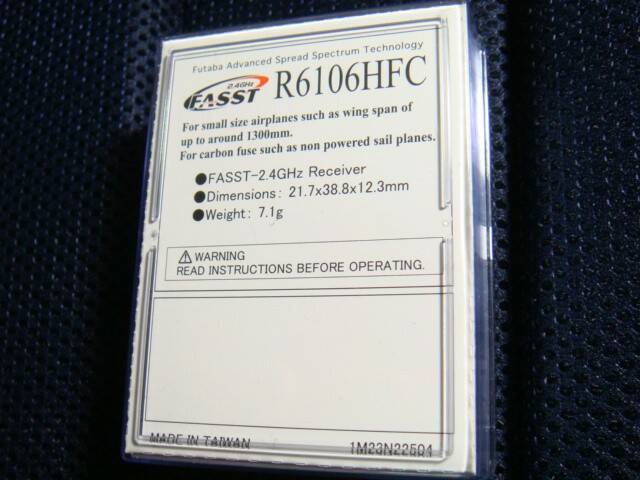 Futaba Advanced Spread Spectrum Technology
2.4GHz
FASST R6106HFC
For small size airplanes such as wing span of
up to around 1300mm.
For carbon fuse such as non powered sail planes.
●FASST-2.4GHz Receiver
●Dimensions: 21.7x38.8x12.3mm
●Weight: 7.1g
⚠ WARNING
READ INSTRUCTIONS BEFORE OPERATING.
MADE IN TAIWAN 1M23N22504